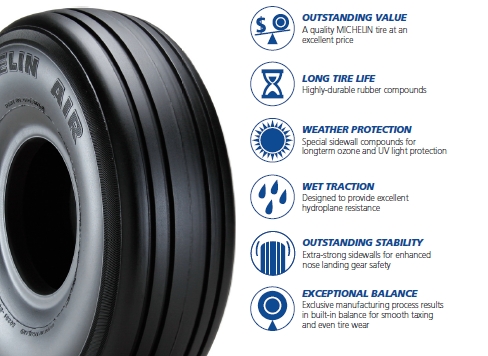 ELIN AIR
$
OUTSTANDING VALUE
A quality MICHELIN tire at an
excellent price
LONG TIRE LIFE
Highly-durable rubber compounds
WEATHER PROTECTION
Special sidewall compounds for
longterm ozone and UV light protection
WET TRACTION
Designed to provide excellent
hydroplane resistance
OUTSTANDING STABILITY
Extra-strong sidewalls for enhanced
nose landing gear safety
EXCEPTIONAL BALANCE
Exclusive manufacturing process results
in built-in balance for smooth taxing
and even tire wear